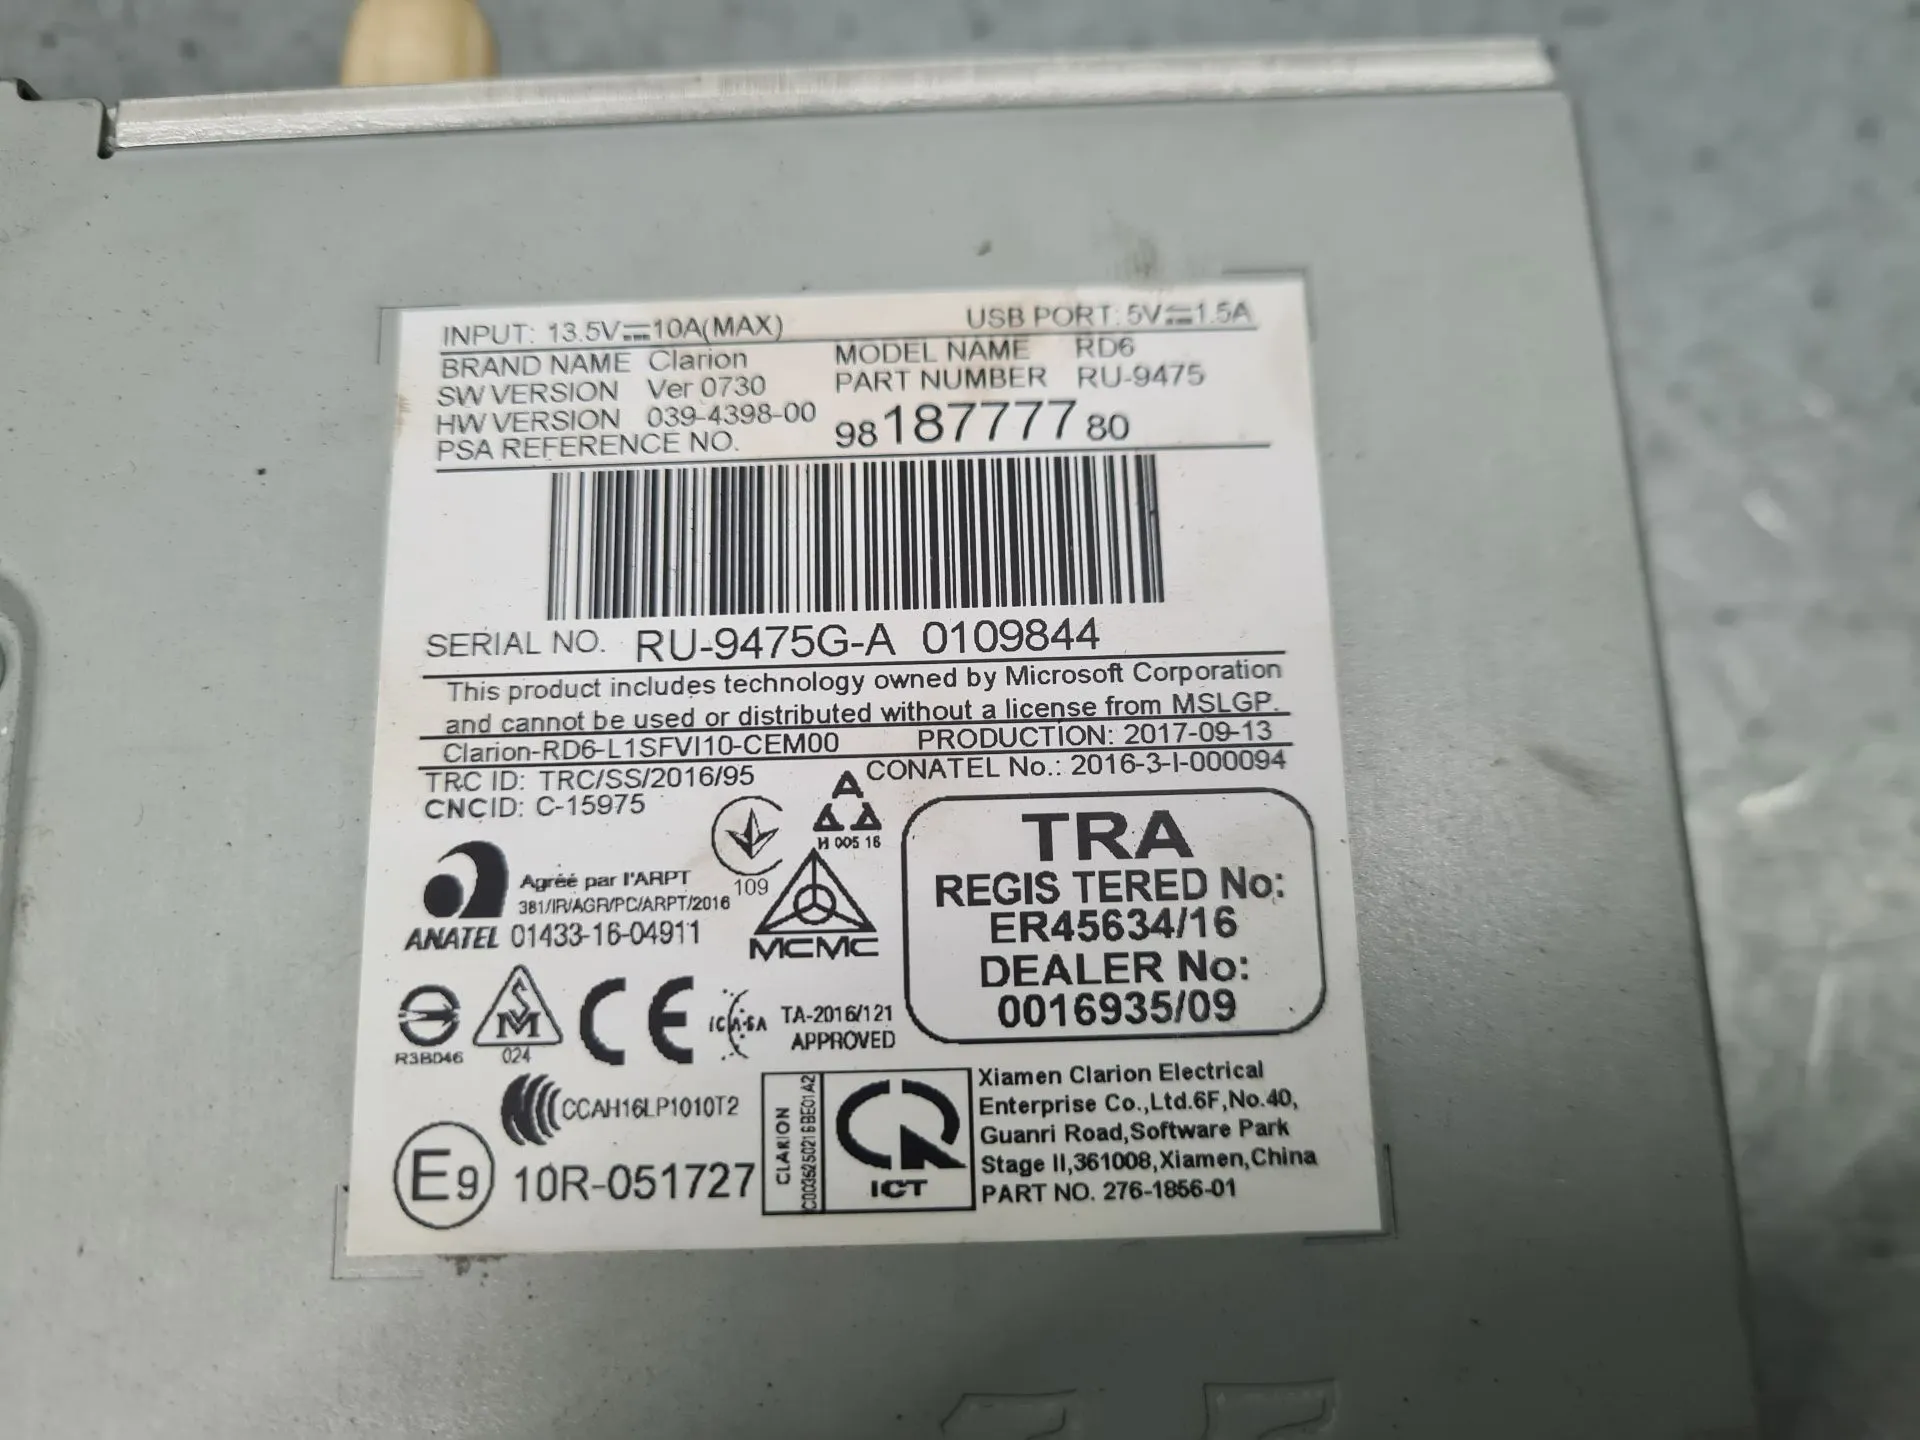 INPUT: 13.5V⎓10A(MAX) USB PORT: 5V⎓1.5A
BRAND NAME Clarion MODEL NAME RD6
SW VERSION Ver 0730 PART NUMBER RU-9475
HW VERSION 039-4398-00
PSA REFERENCE NO. 9818777780
SERIAL NO. RU-9475G-A 0109844
This product includes technology owned by Microsoft Corporation
and cannot be used or distributed without a license from MSLGP.
Clarion-RD6-L1SFVI10-CEM00 PRODUCTION: 2017-09-13
TRC ID: TRC/SS/2016/95 CONATEL No.: 2016-3-I-000094
CNCID: C-15975
H 005 16
109
Agréé par l'ARPT
381/IR/AGR/PC/ARPT/2016
ANATEL 01433-16-04911
MCMC
TRA
REGIS TERED No:
ER45634/16
DEALER No:
0016935/09
R3BD46
024
CE
ICASA
TA-2016/121
APPROVED
CCAH16LP1010T2
E9 10R-051727
CLARION
C0035250216BE01A2
ICT
Xiamen Clarion Electrical
Enterprise Co.,Ltd.6F,No.40,
Guanri Road,Software Park
Stage II,361008,Xiamen,China
PART NO. 276-1856-01